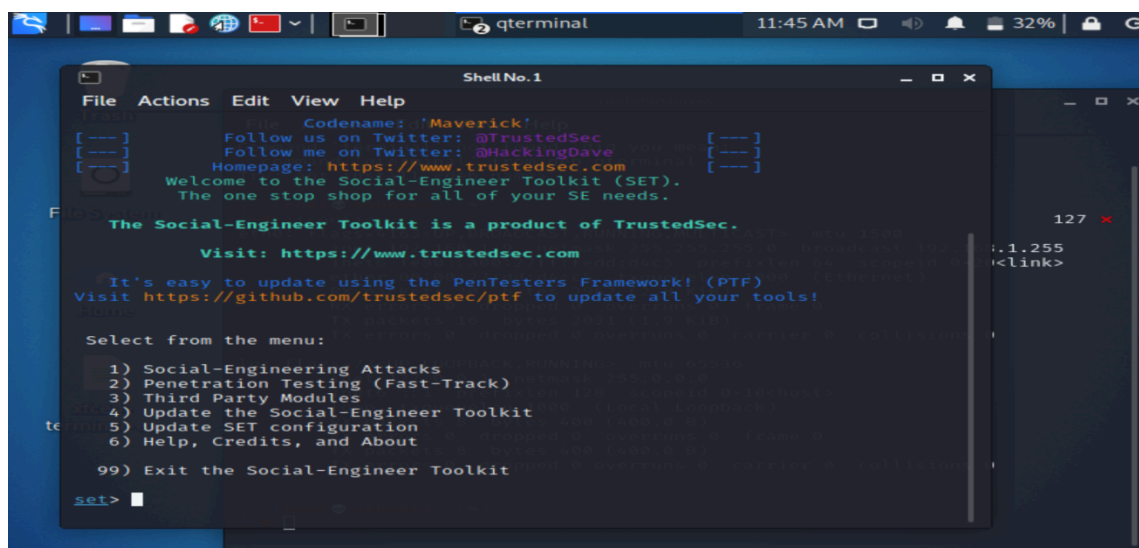 qterminal 11:45 AM 32%
Shell No. 1
File Actions Edit View Help
Codename: 'Maverick'
[---] Follow us on Twitter: @TrustedSec [---]
[---] Follow me on Twitter: @HackingDave [---]
[---] Homepage: https://www.trustedsec.com [---]
Welcome to the Social-Engineer Toolkit (SET).
The one stop shop for all of your SE needs.
The Social-Engineer Toolkit is a product of TrustedSec.
Visit: https://www.trustedsec.com
It's easy to update using the PenTesters Framework! (PTF)
Visit https://github.com/trustedsec/ptf to update all your tools!
Select from the menu:
1) Social-Engineering Attacks
2) Penetration Testing (Fast-Track)
3) Third Party Modules
4) Update the Social-Engineer Toolkit
5) Update SET configuration
6) Help, Credits, and About
99) Exit the Social-Engineer Toolkit
set>
127
.1.255
<link>
Home